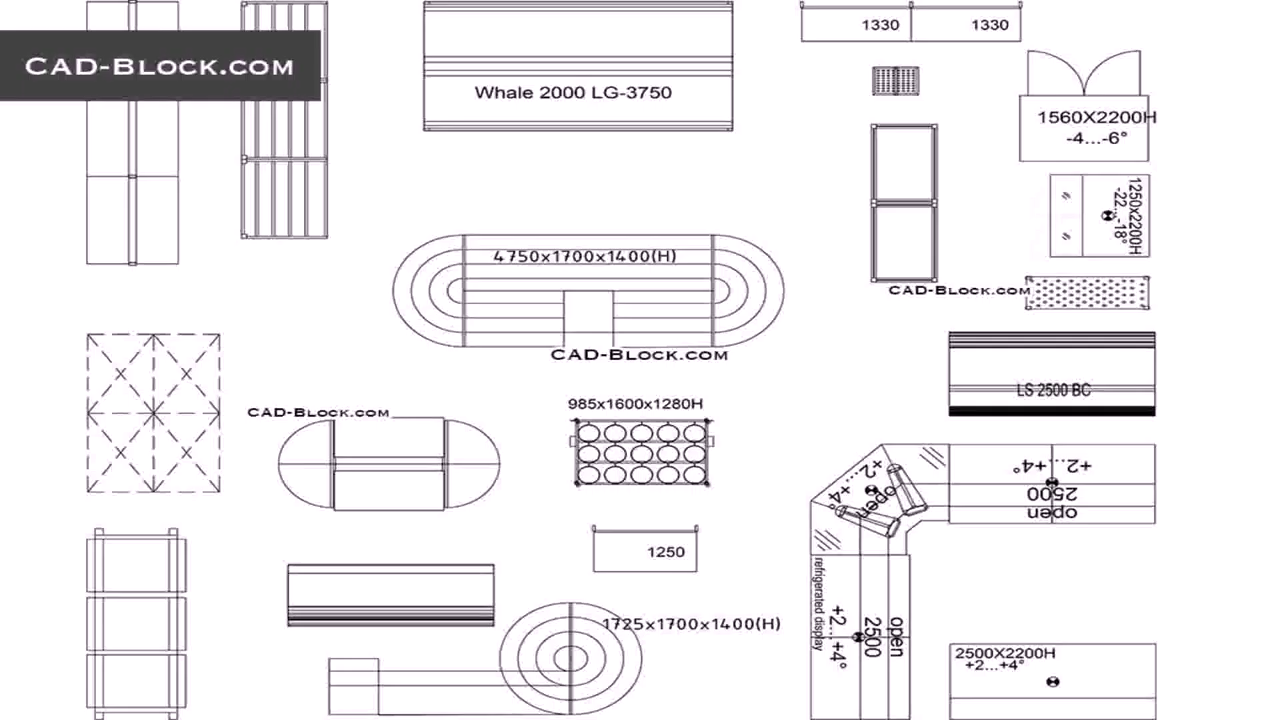 CAD-Block.com
Whale 2000 LG-3750
1330
1330
1560X2200H
-4...-6°
1250x2200H
-22...-18°
4750x1700x1400(H)
CAD-Block.com
CAD-Block.com
LS 2500 BC
CAD-Block.com
985x1600x1280H
+2...+4°
2500
open
+2...+4°
open
1250
1725x1700x1400(H)
refrigerated display
+2...+4°
2500
open
2500X2200H
+2...+4°